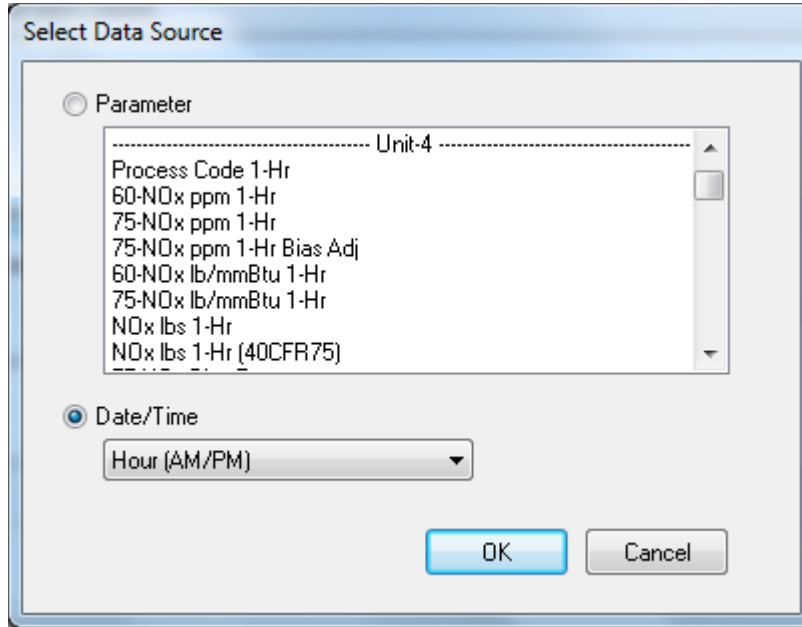 Select Data Source
Parameter
---------------------------------------- Unit-4 ----------------------------------------
Process Code 1-Hr
60-NOx ppm 1-Hr
75-NOx ppm 1-Hr
75-NOx ppm 1-Hr Bias Adj
60-NOx lb/mmBtu 1-Hr
75-NOx lb/mmBtu 1-Hr
NOx lbs 1-Hr
NOx lbs 1-Hr (40CFR75)
Date/Time
Hour (AM/PM)
OK Cancel